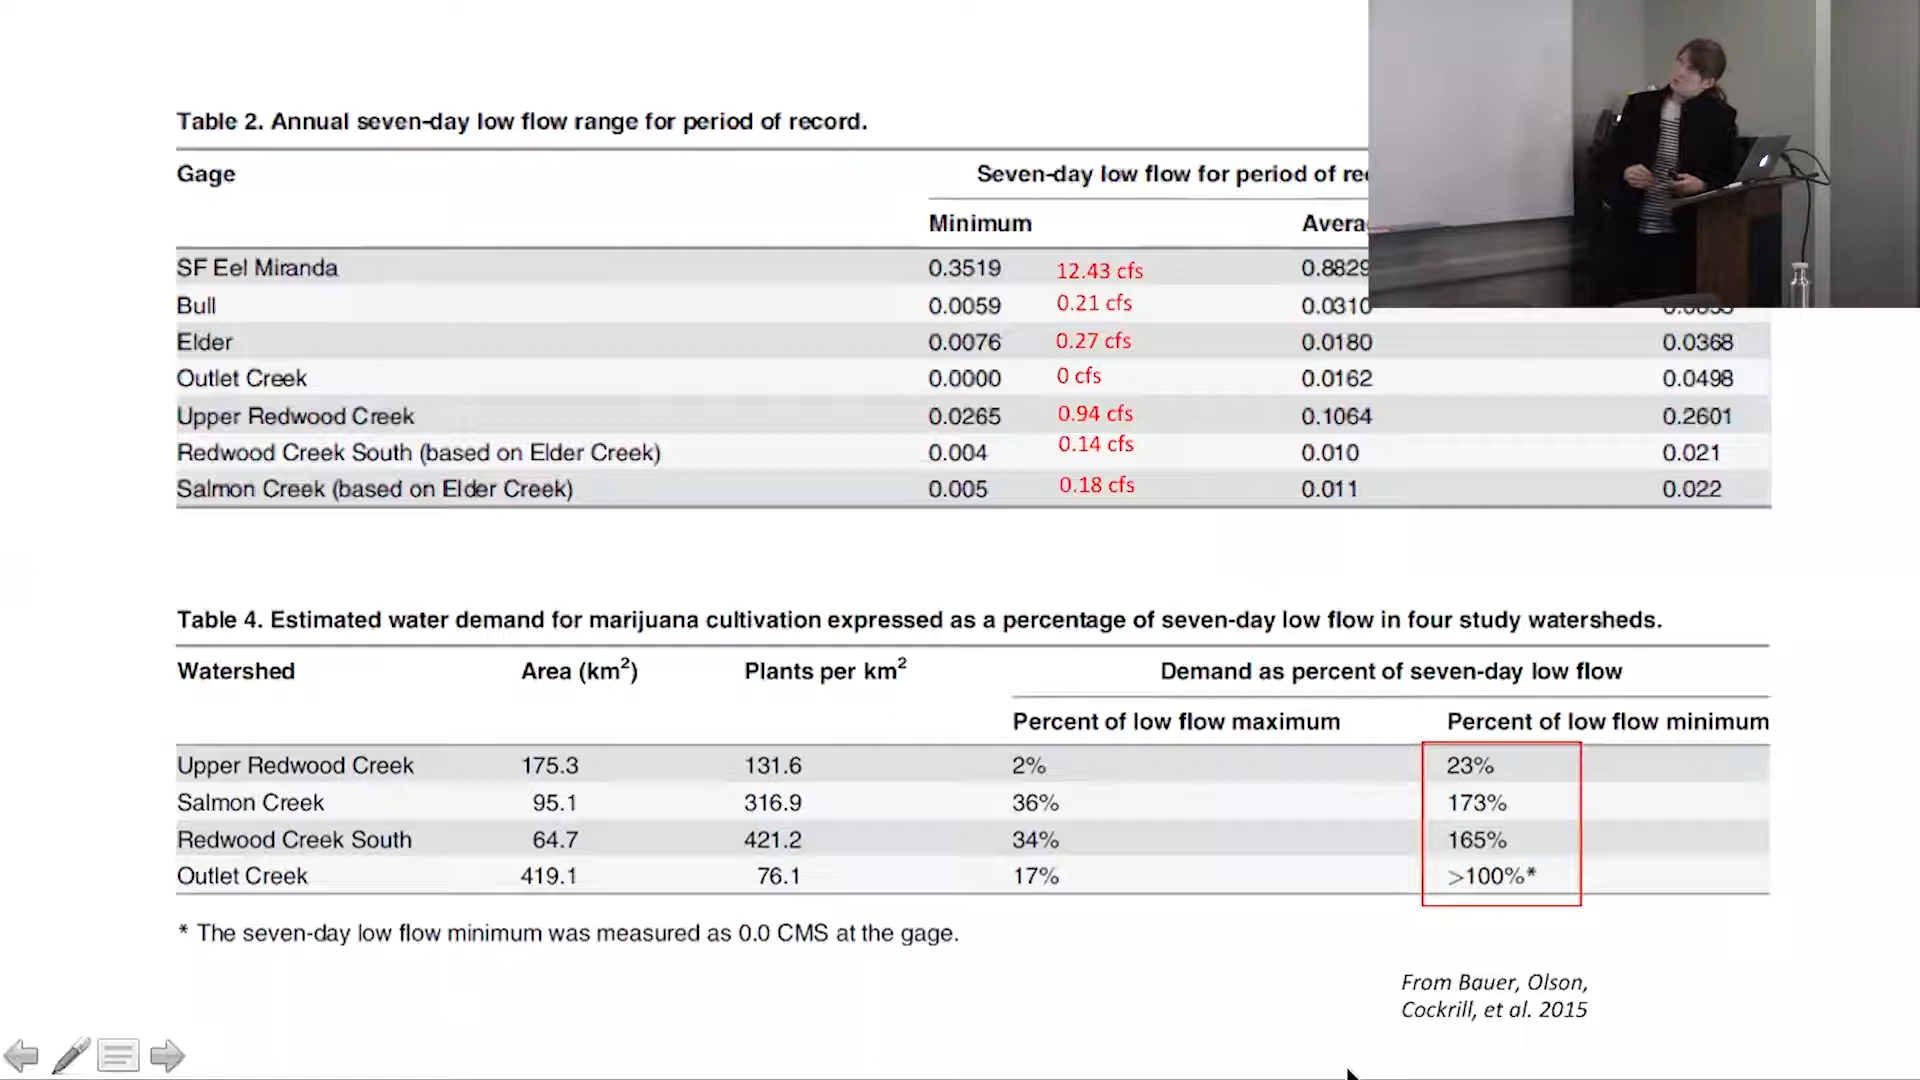 Table 2. Annual seven-day low flow range for period of record.
Gage Seven-day low flow for period of
Minimum
SF Eel Miranda 0.3519 12.43 cfs 0.8829
Bull 0.0059 0.21 cfs 0.0310
Elder 0.0076 0.27 cfs 0.0180 0.0368
Outlet Creek 0.0000 0 cfs 0.0162 0.0498
Upper Redwood Creek 0.0265 0.94 cfs 0.1064 0.2601
Redwood Creek South (based on Elder Creek) 0.004 0.14 cfs 0.010 0.021
Salmon Creek (based on Elder Creek) 0.005 0.18 cfs 0.011 0.022
Table 4. Estimated water demand for marijuana cultivation expressed as a percentage of seven-day low flow in four study watersheds.
Watershed Area (km²) Plants per km² Demand as percent of seven-day low flow
Percent of low flow maximum Percent of low flow minimum
Upper Redwood Creek 175.3 131.6 2% 23%
Salmon Creek 95.1 316.9 36% 173%
Redwood Creek South 64.7 421.2 34% 165%
Outlet Creek 419.1 76.1 17% >100%*
* The seven-day low flow minimum was measured as 0.0 CMS at the gage.
From Bauer, Olson,
Cockrill, et al. 2015